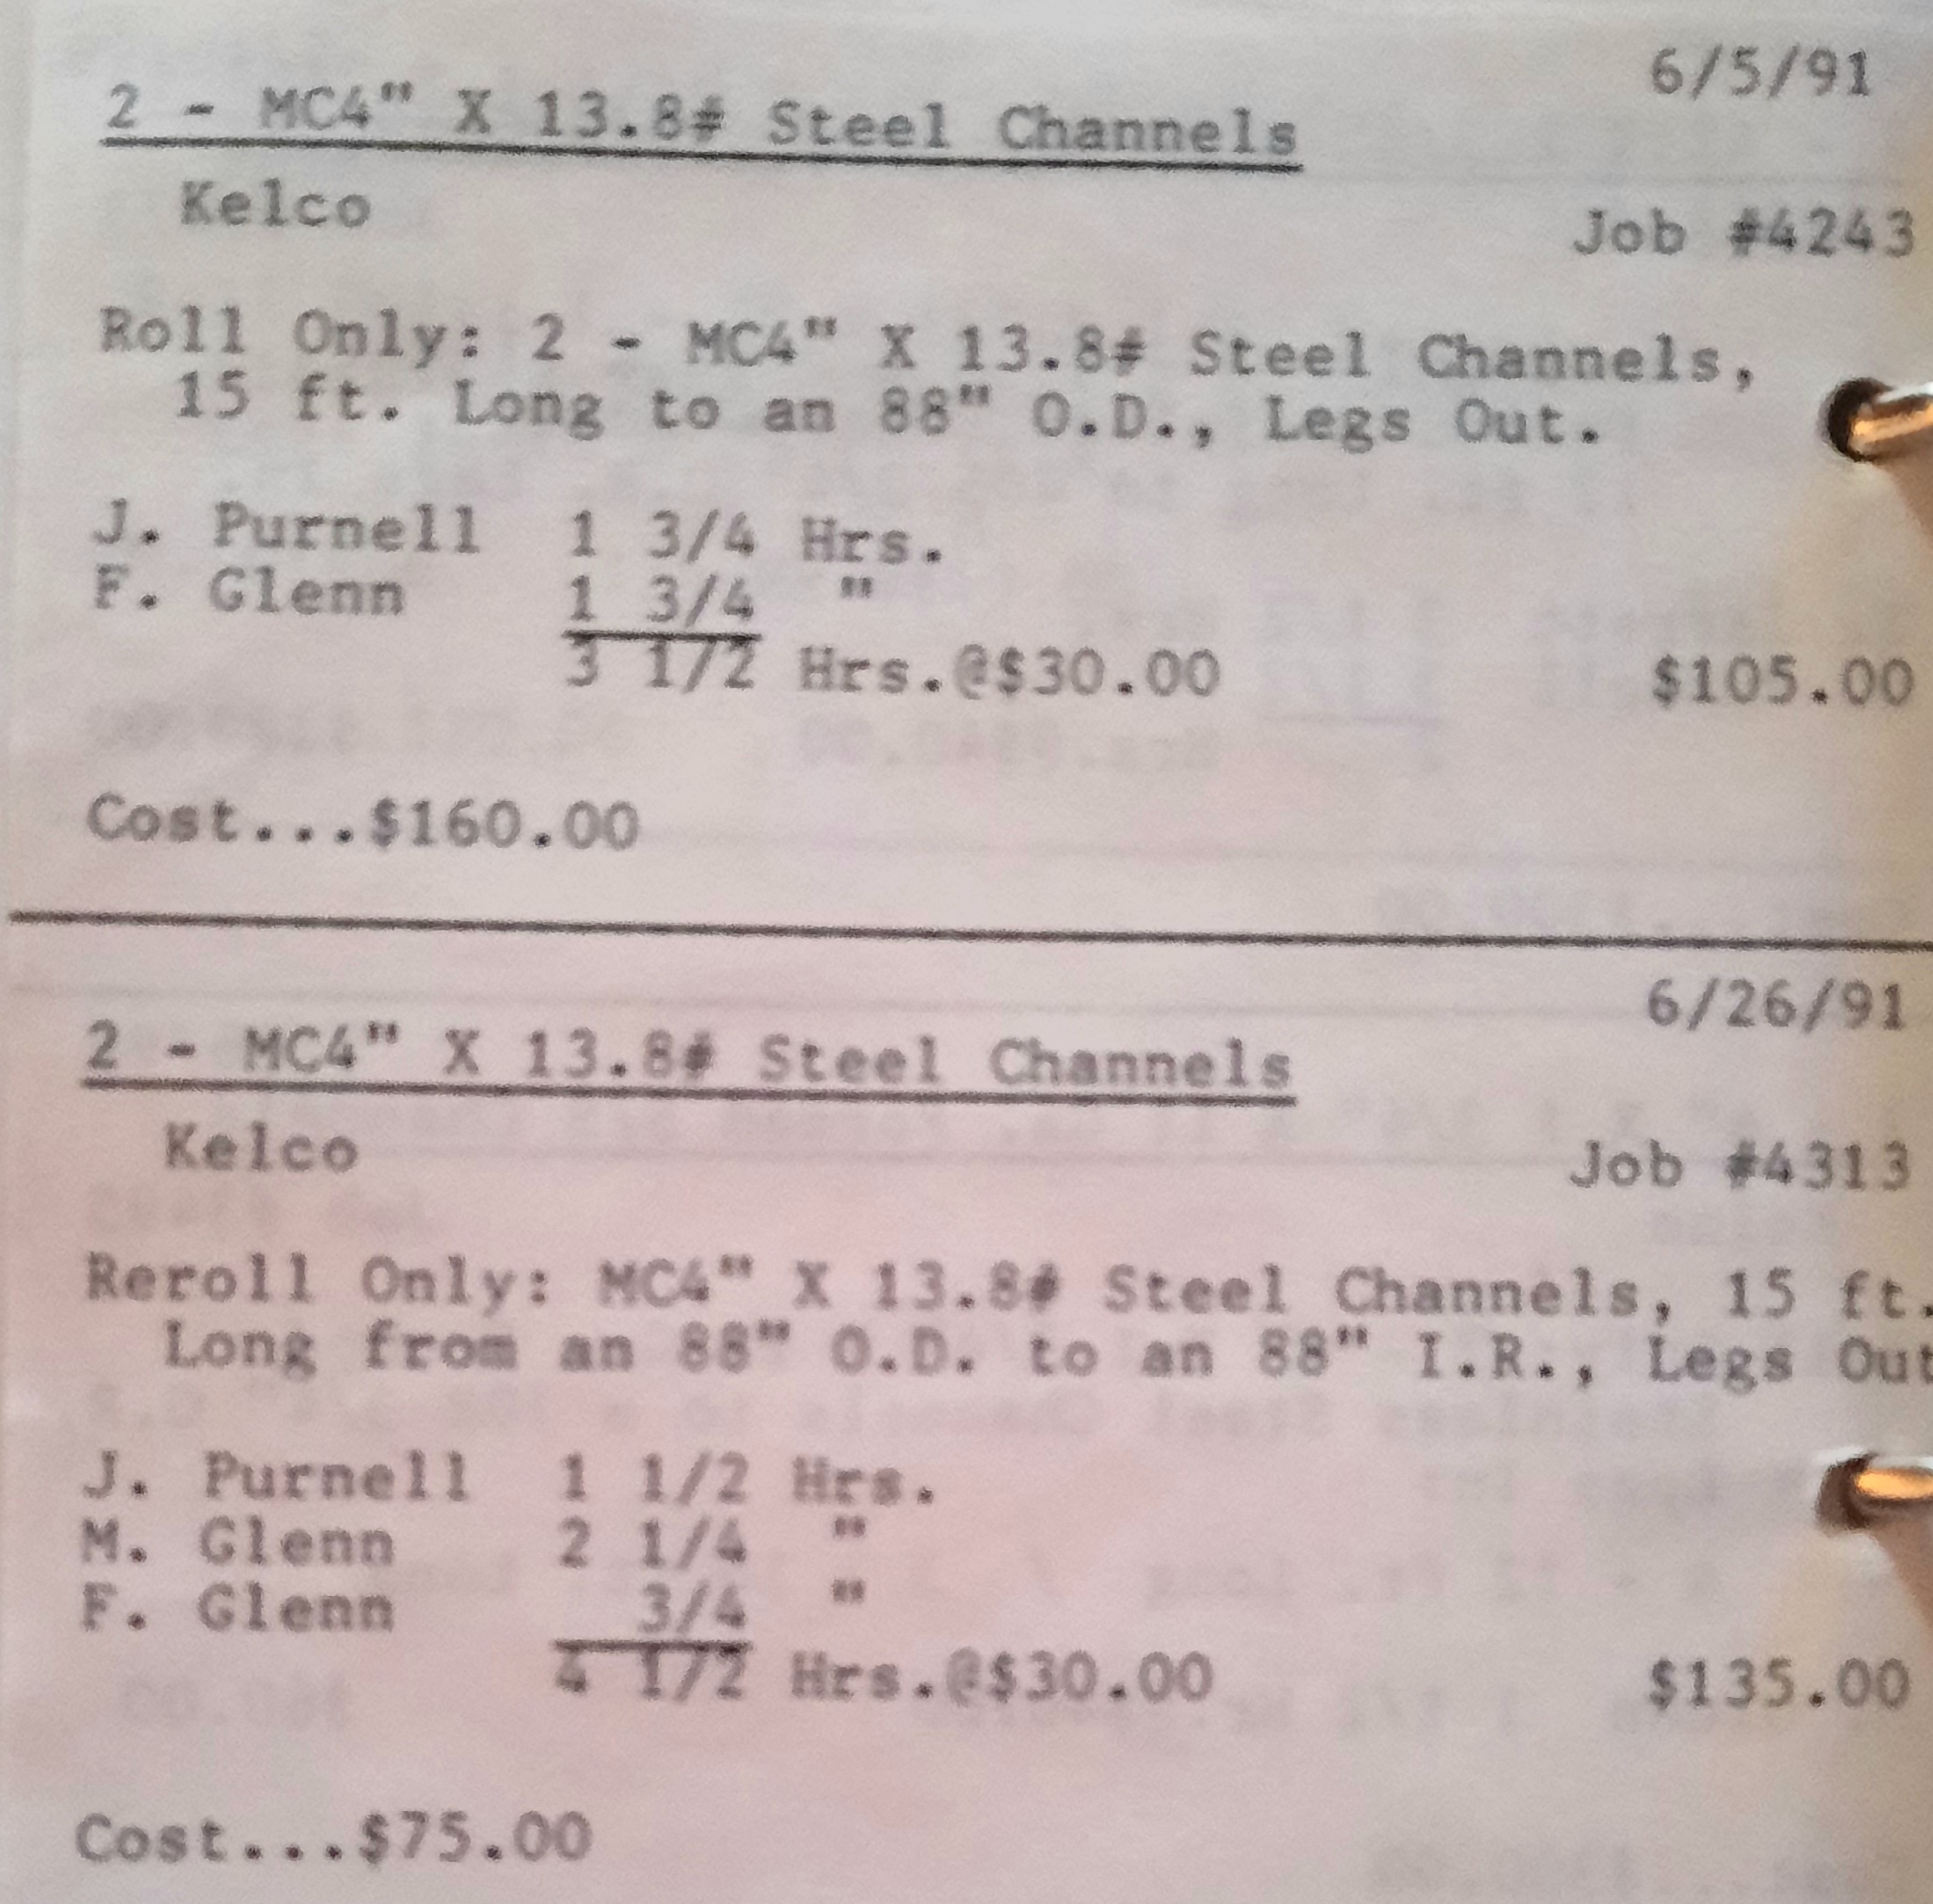 6/5/91
2 - MC4" X 13.8# Steel Channels
Kelco
Job #4243
Roll Only: 2 - MC4" X 13.8# Steel Channels,
15 ft. Long to an 88" O.D., Legs Out.
J. Purnell 1 3/4 Hrs.
F. Glenn 1 3/4 "
3 1/2 Hrs.@$30.00 $105.00
Cost...$160.00
6/26/91
2 - MC4" X 13.8# Steel Channels
Kelco
Job #4313
Reroll Only: MC4" X 13.8# Steel Channels, 15 ft.
Long from an 88" O.D. to an 88" I.R., Legs Out
J. Purnell 1 1/2 Hrs.
M. Glenn 2 1/4 "
F. Glenn 3/4 "
4 1/2 Hrs.@$30.00 $135.00
Cost...$75.00